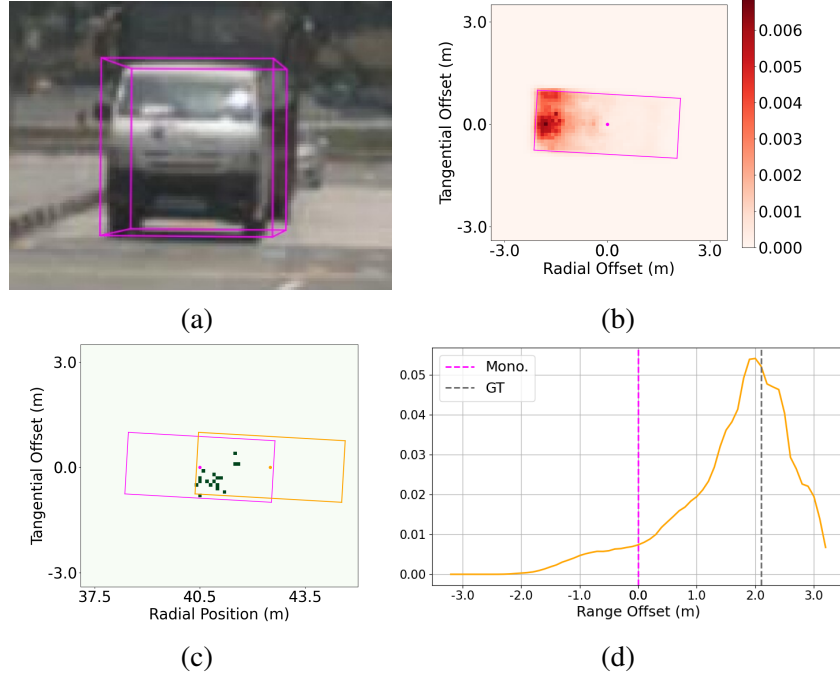 (a)
3.0
0.0
-3.0
Tangential Offset (m)
-3.0
0.0
3.0
Radial Offset (m)
0.006
0.005
0.004
0.003
0.002
0.001
0.000
(b)
3.0
0.0
-3.0
Tangential Offset (m)
37.5
40.5
43.5
Radial Position (m)
(c)
Mono.
GT
0.05
0.04
0.03
0.02
0.01
0.00
-3.0
-2.0
-1.0
0.0
1.0
2.0
3.0
Range Offset (m)
(d)